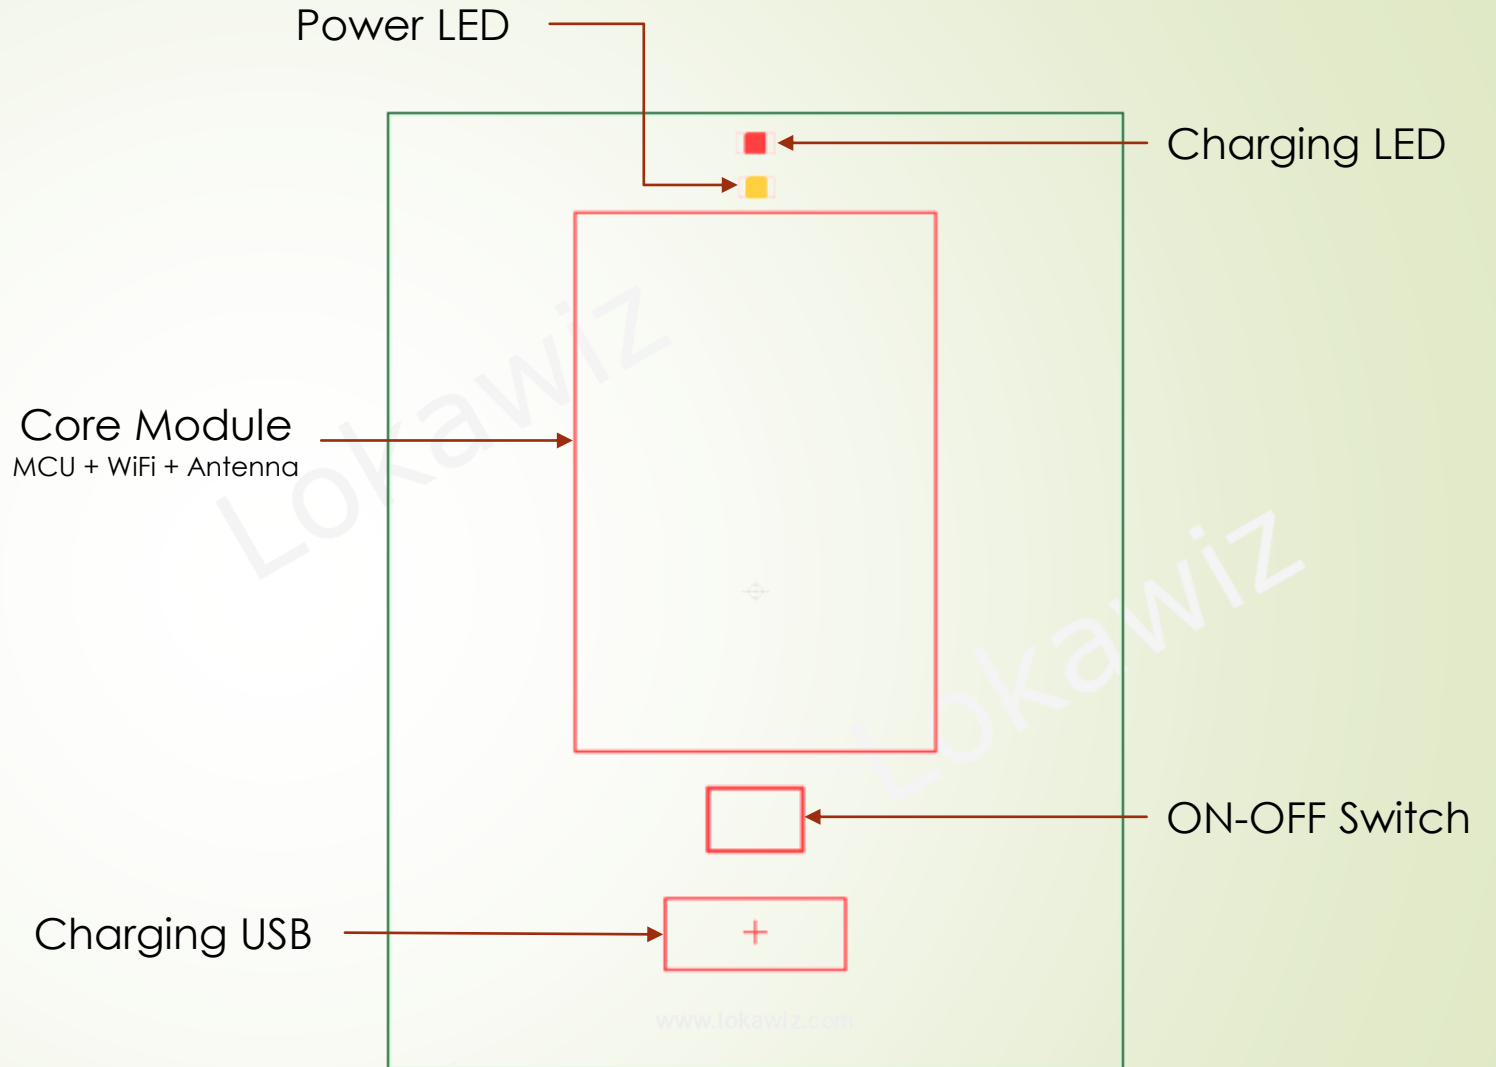 Power LED
Charging LED
Core Module
MCU + WiFi + Antenna
Lokawiz
Lokawiz
ON-OFF Switch
Charging USB
www.lokawiz.com